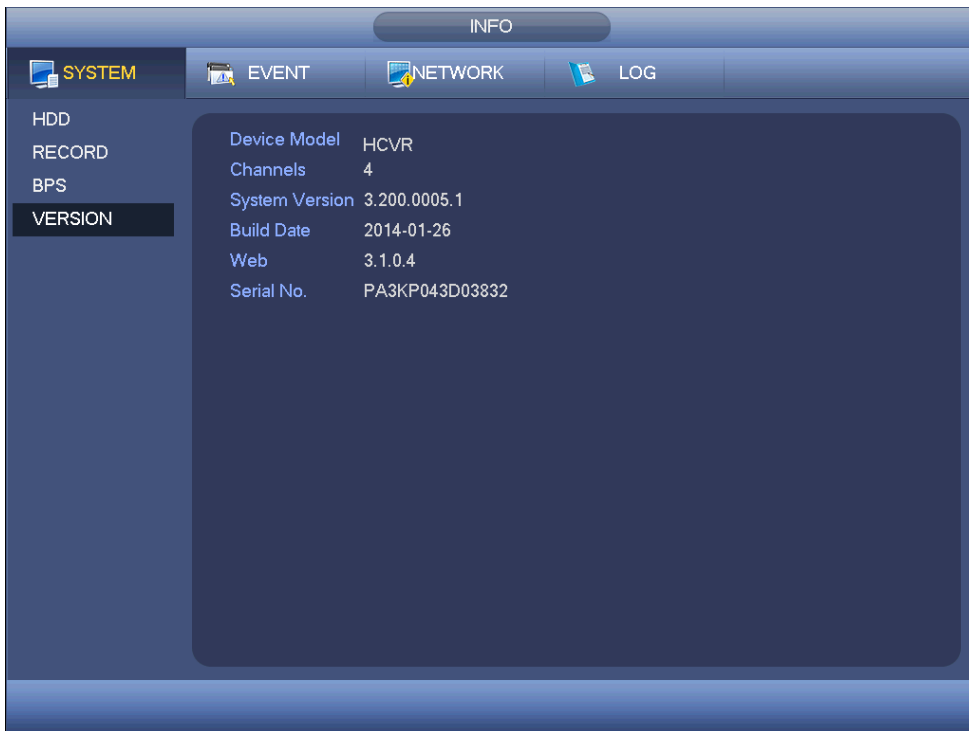 INFO
SYSTEM EVENT NETWORK LOG
HDD
RECORD
BPS
VERSION
Device Model HCVR
Channels 4
System Version 3.200.0005.1
Build Date 2014-01-26
Web 3.1.0.4
Serial No. PA3KP043D03832